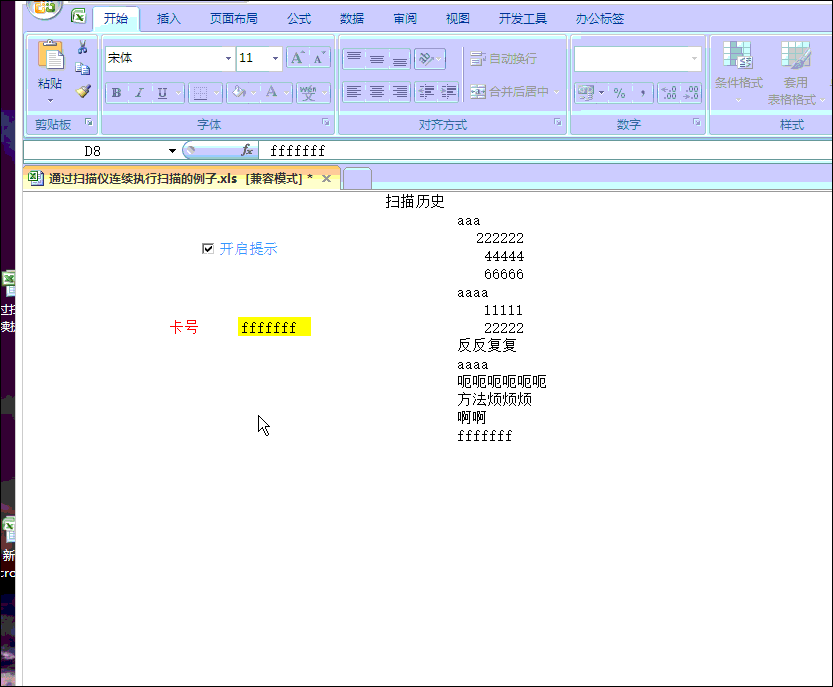 开始 插入 页面布局 公式 数据 审阅 视图 开发工具 办公标签
宋体 11 A A 自动换行
粘贴 B I U A wén 文 合并后居中 % , 条件格式 套用
表格格式
剪贴板 字体 对齐方式 数字 样式
D8 fx fffffff
通过扫描仪连续执行扫描的例子.xls [兼容模式] *
扫描历史
aaa
222222
开启提示
44444
66666
aaaa
11111
卡号 fffffff 22222
反反复复
aaaa
呃呃呃呃呃呃
方法烦烦烦
啊啊
fffffff
新